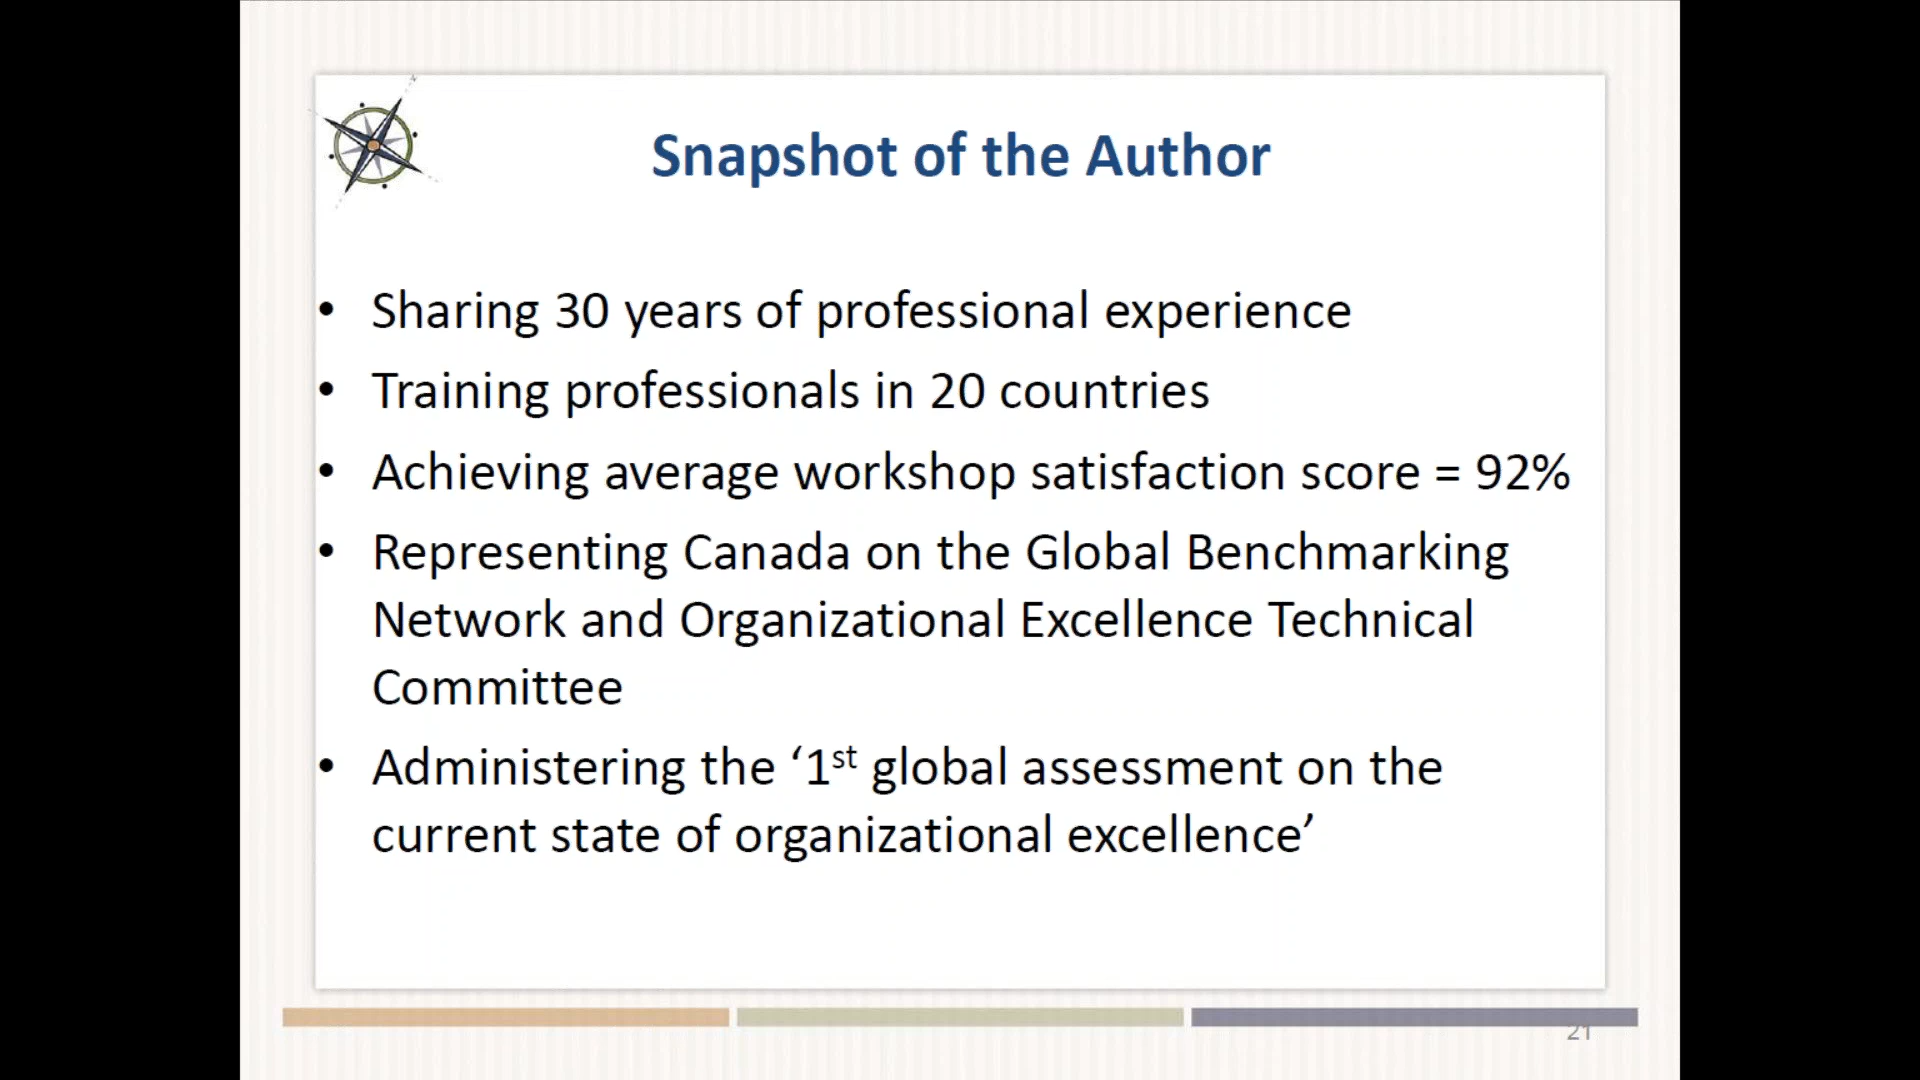 Snapshot of the Author
• Sharing 30 years of professional experience
• Training professionals in 20 countries
• Achieving average workshop satisfaction score = 92%
• Representing Canada on the Global Benchmarking
Network and Organizational Excellence Technical
Committee
• Administering the ‘1st global assessment on the
current state of organizational excellence’
21